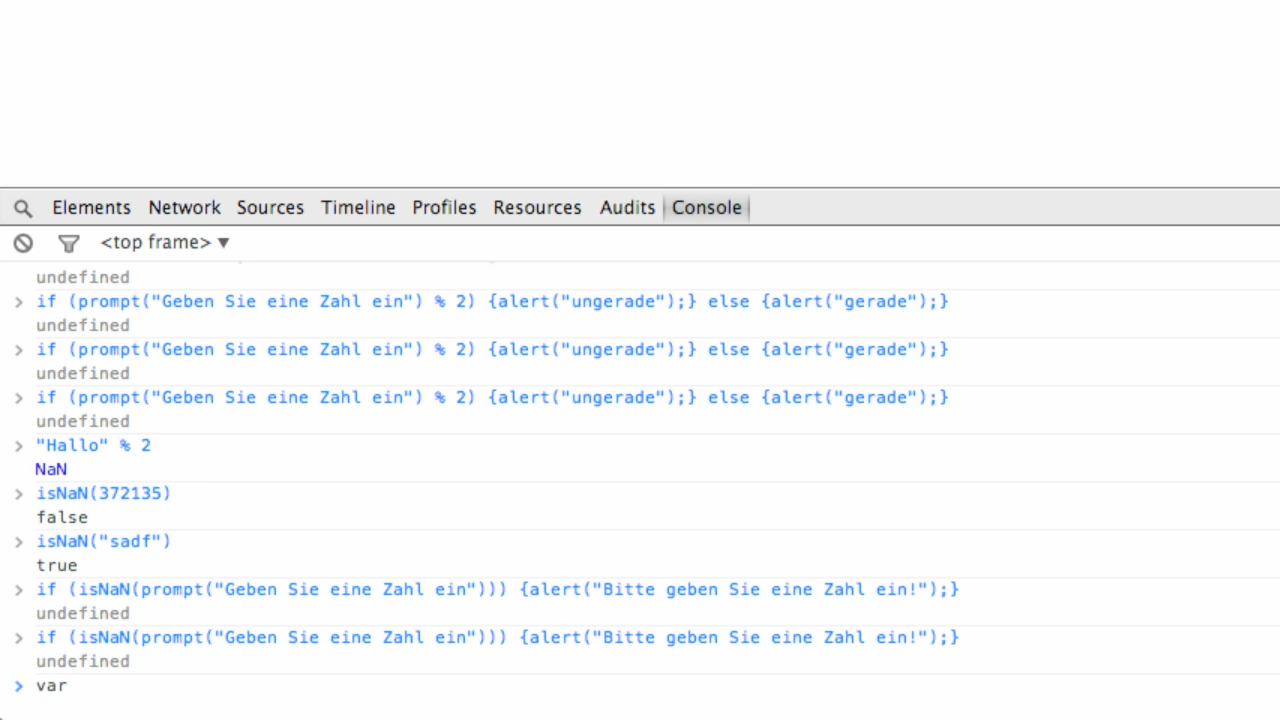 Elements Network Sources Timeline Profiles Resources Audits Console
<top frame> ▼
undefined
> if (prompt("Geben Sie eine Zahl ein") % 2) {alert("ungerade");} else {alert("gerade");}
undefined
> if (prompt("Geben Sie eine Zahl ein") % 2) {alert("ungerade");} else {alert("gerade");}
undefined
> if (prompt("Geben Sie eine Zahl ein") % 2) {alert("ungerade");} else {alert("gerade");}
undefined
> "Hallo" % 2
NaN
> isNaN(372135)
false
> isNaN("sadf")
true
> if (isNaN(prompt("Geben Sie eine Zahl ein"))) {alert("Bitte geben Sie eine Zahl ein!");}
undefined
> if (isNaN(prompt("Geben Sie eine Zahl ein"))) {alert("Bitte geben Sie eine Zahl ein!");}
undefined
> var